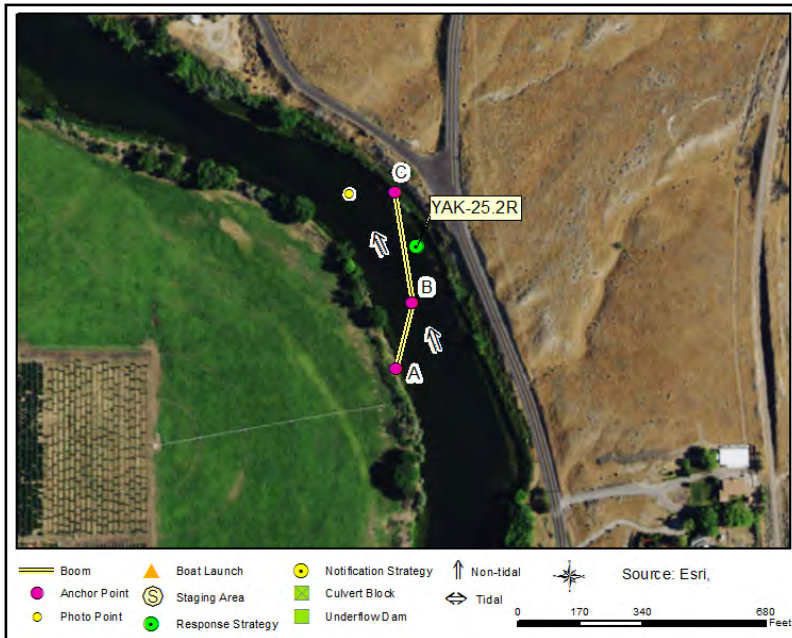 C
YAK-25.2R
B
A
Boom
Anchor Point
Photo Point
Boat Launch
S Staging Area
Response Strategy
Notification Strategy
Culvert Block
Underflow Dam
Non-tidal
Tidal
Source: Esri,
0 170 340 680
Feet